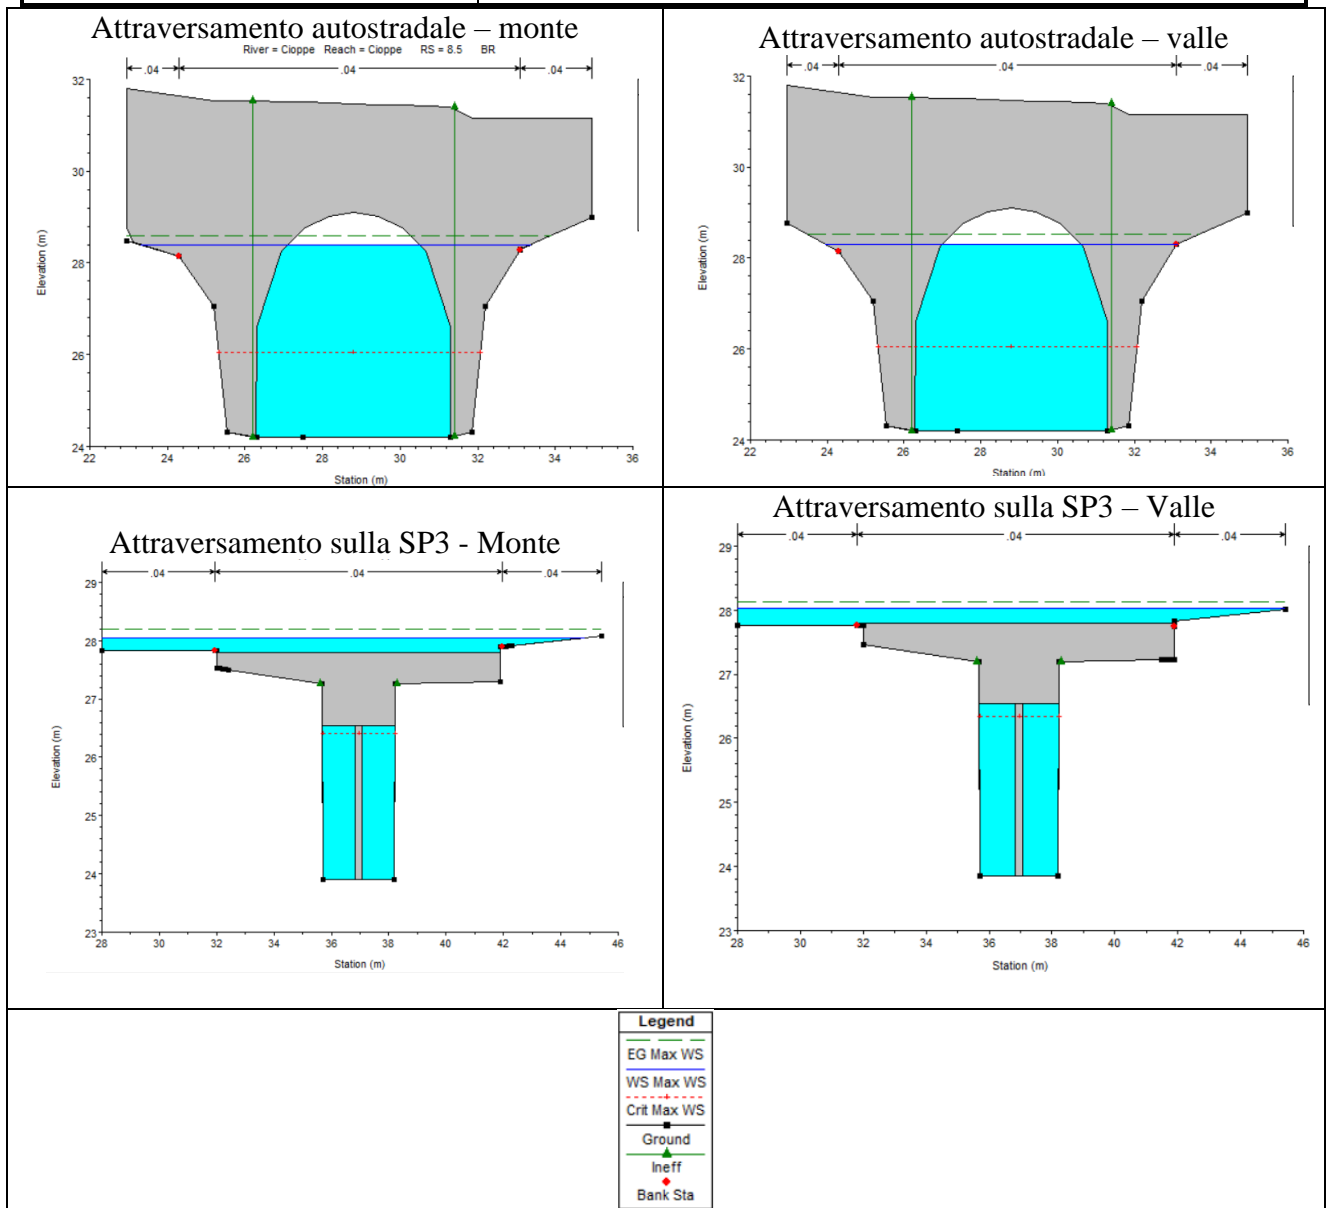 Attraversamento autostradale – monte
River = Cioppe Reach = Cioppe RS = 8.5 BR
.04 .04 .04
32
30
28
26
24
Elevation (m)
22 24 26 28 30 32 34 36
Station (m)
Attraversamento autostradale – valle
.04 .04 .04
32
30
28
26
24
Elevation (m)
22 24 26 28 30 32 34 36
Station (m)
Attraversamento sulla SP3 - Monte
.04 .04 .04
29
28
27
26
25
24
23
Elevation (m)
28 30 32 34 36 38 40 42 44 46
Station (m)
Attraversamento sulla SP3 – Valle
.04 .04 .04
29
28
27
26
25
24
23
Elevation (m)
28 30 32 34 36 38 40 42 44 46
Station (m)
Legend
EG Max WS
WS Max WS
Crit Max WS
Ground
Ineff
Bank Sta